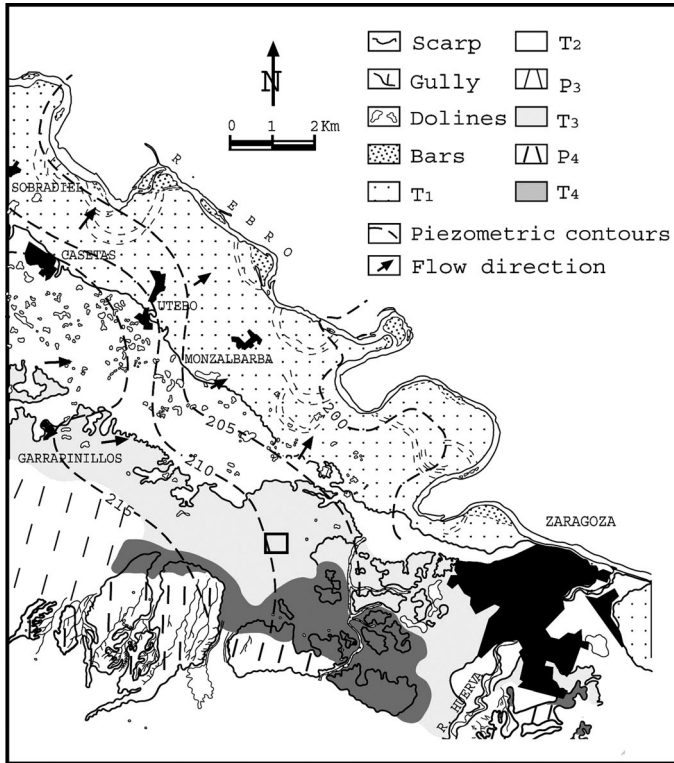 Scarp
Gully
Dolines
Bars
T1
Piezometric contours
Flow direction
T2
P3
T3
P4
T4
N
0 1 2 Km
R. EBRO
SOBRADIEL
CASETAS
UTEBO
MONZALBARBA
GARRAPINILLOS
200
205
210
215
ZARAGOZA
R. HUERVA